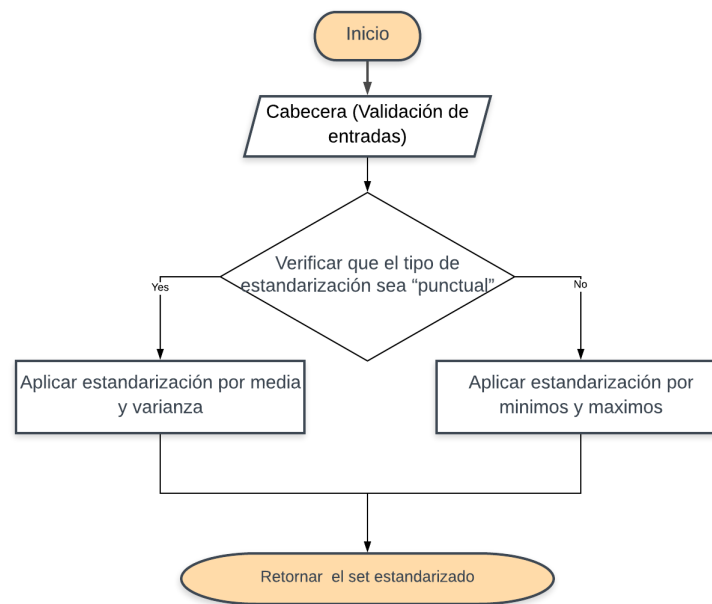 Inicio
Cabecera (Validación de
entradas)
Verificar que el tipo de
estandarización sea “punctual”
Yes
No
Aplicar estandarización por media
y varianza
Aplicar estandarización por
minimos y maximos
Retornar  el set estandarizado